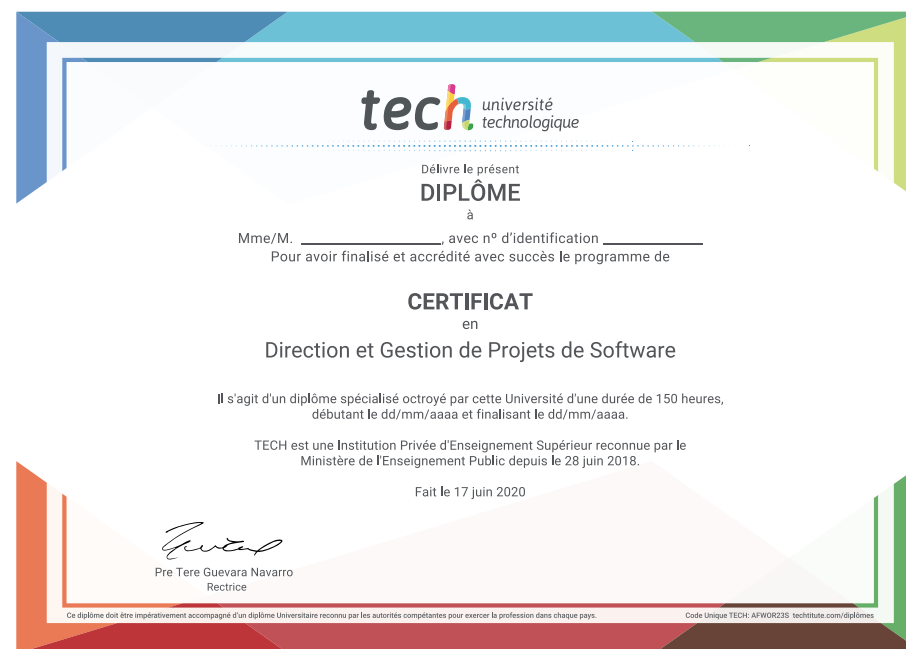 tech université
technologique
Délivre le présent
DIPLÔME
à
Mme/M. ____________________, avec nº d'identification ______________
Pour avoir finalisé et accrédité avec succès le programme de
CERTIFICAT
en
Direction et Gestion de Projets de Software
Il s'agit d'un diplôme spécialisé octroyé par cette Université d'une durée de 150 heures,
débutant le dd/mm/aaaa et finalisant le dd/mm/aaaa.
TECH est une Institution Privée d'Enseignement Supérieur reconnue par le
Ministère de l'Enseignement Public depuis le 28 juin 2018.
Fait le 17 juin 2020
Pre Tere Guevara Navarro
Rectrice
Ce diplôme doit être impérativement accompagné d'un diplôme Universitaire reconnu par les autorités compétantes pour exercer la profession dans chaque pays.
Code Unique TECH: AFWOR23S techtitute.com/diplômes